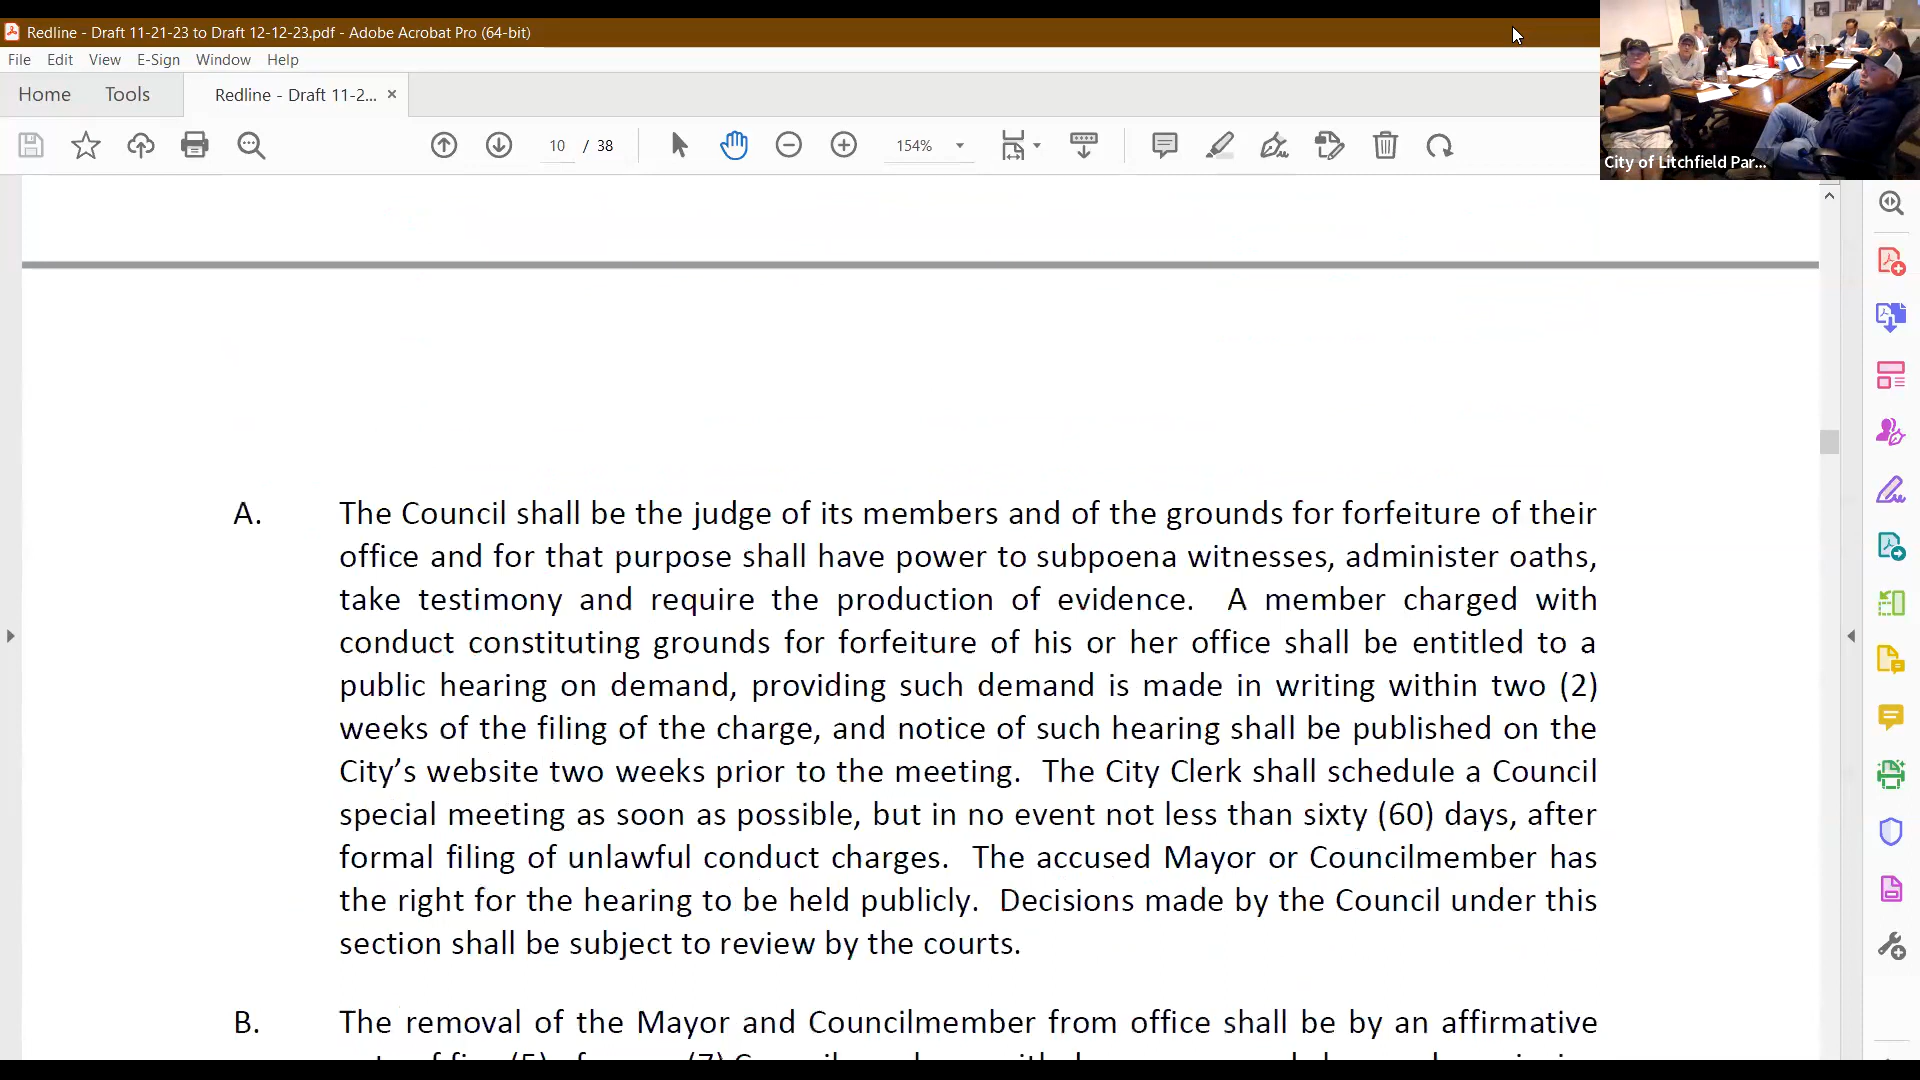 Redline - Draft 11-21-23 to Draft 12-12-23.pdf - Adobe Acrobat Pro (64-bit)
File Edit View E-Sign Window Help
Home Tools Redline - Draft 11-2... ×
10 / 38 154%
City of Litchfield Par...
A. The Council shall be the judge of its members and of the grounds for forfeiture of their
office and for that purpose shall have power to subpoena witnesses, administer oaths,
take testimony and require the production of evidence. A member charged with
conduct constituting grounds for forfeiture of his or her office shall be entitled to a
public hearing on demand, providing such demand is made in writing within two (2)
weeks of the filing of the charge, and notice of such hearing shall be published on the
City’s website two weeks prior to the meeting. The City Clerk shall schedule a Council
special meeting as soon as possible, but in no event not less than sixty (60) days, after
formal filing of unlawful conduct charges. The accused Mayor or Councilmember has
the right for the hearing to be held publicly. Decisions made by the Council under this
section shall be subject to review by the courts.
B. The removal of the Mayor and Councilmember from office shall be by an affirmative